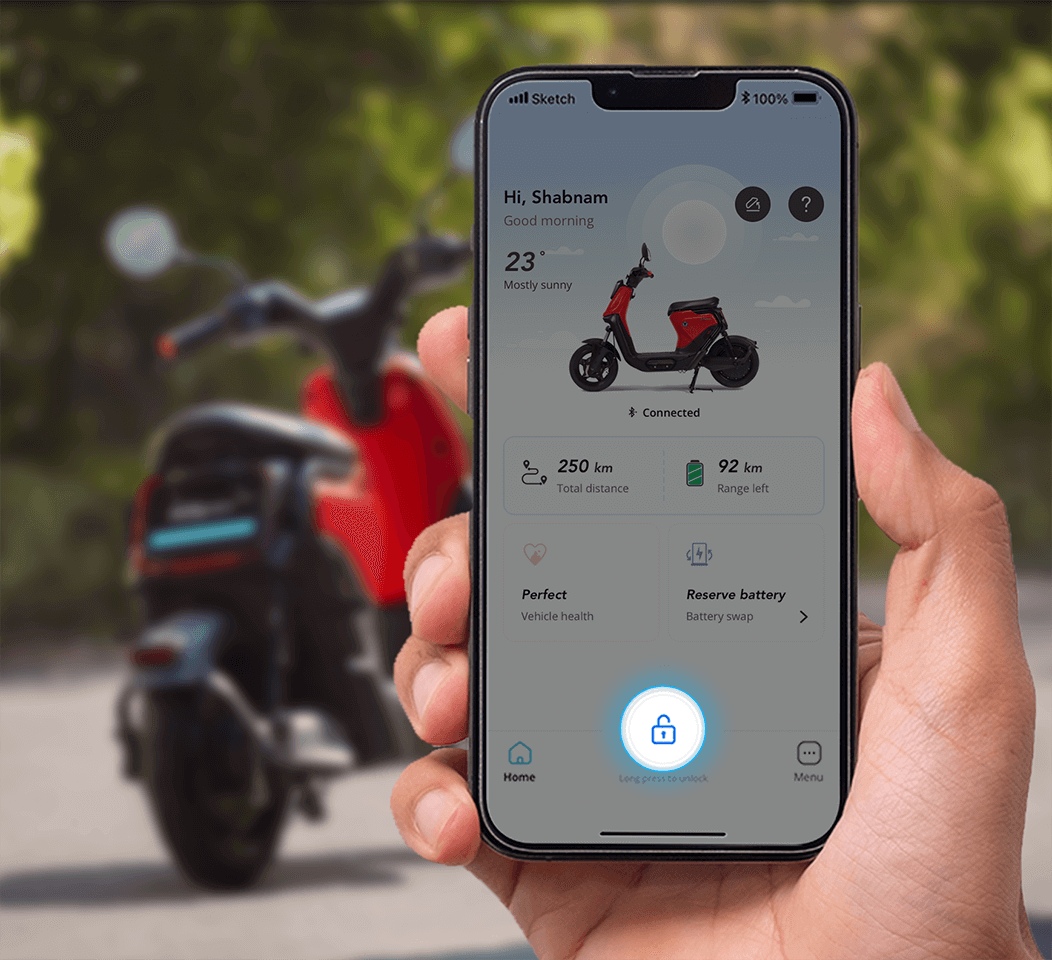 Sketch
100%
Hi, Shabnam
Good morning
23°
Mostly sunny
Connected
250 km
Total distance
92 km
Range left
Perfect
Vehicle health
Reserve battery
Battery swap
Home
Long press to unlock
Menu